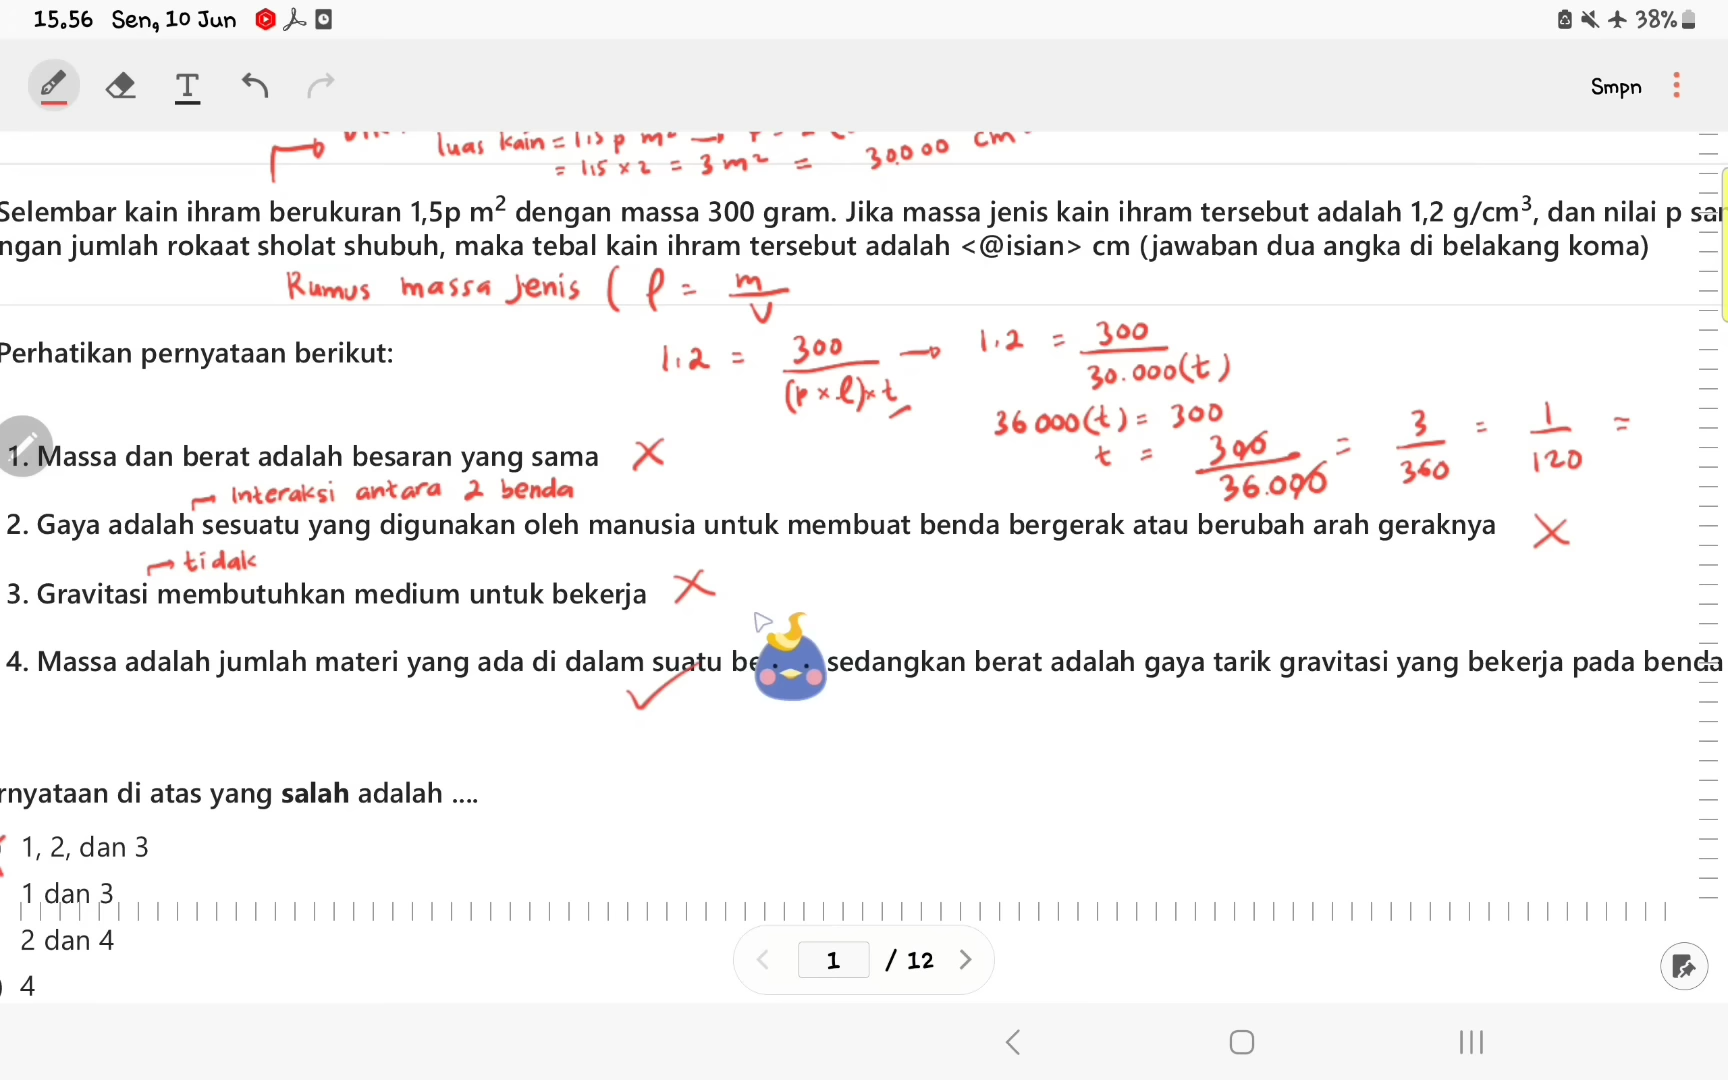 15.56 Sen, 10 Jun
38%
Smpn
luas kain = 1,5 p m² →
= 1,5 × 2 = 3 m² = 30.000 cm
Selembar kain ihram berukuran 1,5p m² dengan massa 300 gram. Jika massa jenis kain ihram tersebut adalah 1,2 g/cm³, dan nilai p sar
ngan jumlah rokaat sholat shubuh, maka tebal kain ihram tersebut adalah <@isian> cm (jawaban dua angka di belakang koma)
Rumus massa jenis ( ρ = m/v
Perhatikan pernyataan berikut:
1.2 = 300/(p × l) × t → 1.2 = 300/30.000(t)
36000(t) = 300
t = 300/36.000 = 3/360 = 1/120 =
1. Massa dan berat adalah besaran yang sama X
→ Interaksi antara 2 benda
2. Gaya adalah sesuatu yang digunakan oleh manusia untuk membuat benda bergerak atau berubah arah geraknya X
→ tidak
3. Gravitasi membutuhkan medium untuk bekerja X
4. Massa adalah jumlah materi yang ada di dalam suatu be sedangkan berat adalah gaya tarik gravitasi yang bekerja pada benda
rnyataan di atas yang salah adalah ....
1, 2, dan 3
1 dan 3
2 dan 4
4
1 / 12